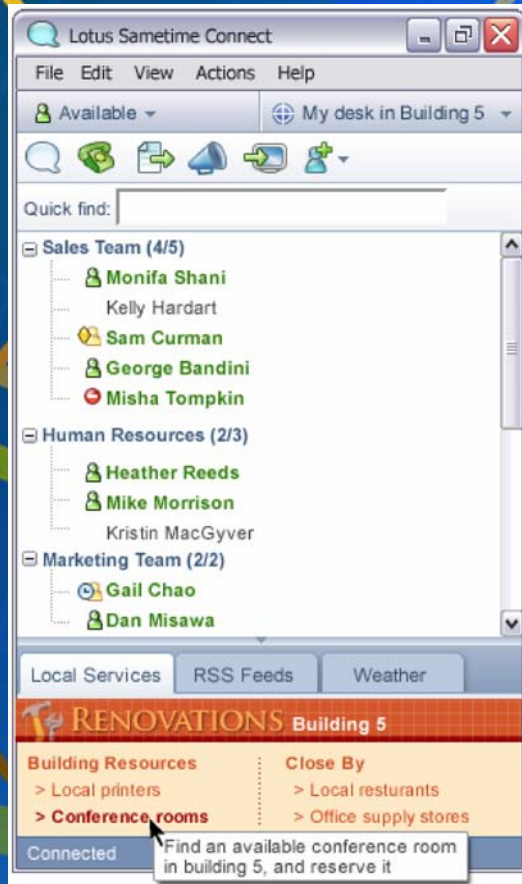 Lotus Sametime Connect
File Edit View Actions Help
Available My desk in Building 5
Quick find:
Sales Team (4/5)
Monifa Shani
Kelly Hardart
Sam Curman
George Bandini
Misha Tompkin
Human Resources (2/3)
Heather Reeds
Mike Morrison
Kristin MacGyver
Marketing Team (2/2)
Gail Chao
Dan Misawa
Local Services RSS Feeds Weather
RENOVATIONS Building 5
Building Resources Close By
> Local printers > Local resturants
> Conference rooms > Office supply stores
Connected
Find an available conference room
in building 5, and reserve it